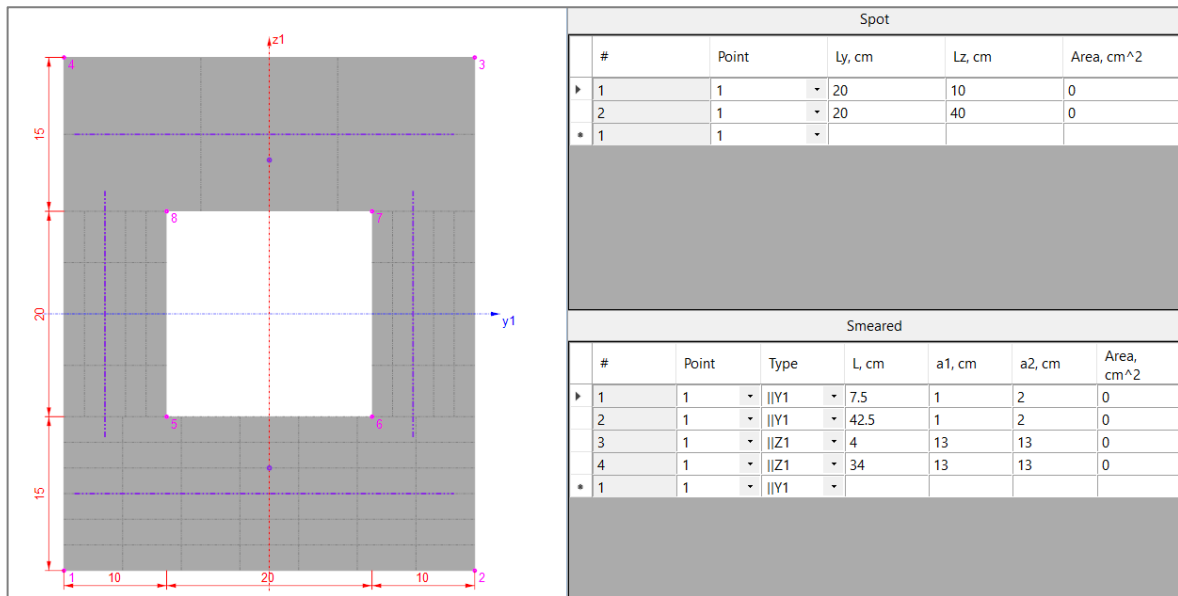 z1
4
3
15
8
7
20
y1
5
6
15
1
10
20
10
2
Spot
# Point Ly, cm Lz, cm Area, cm^2
1 1 20 10 0
2 1 20 40 0
1 1
Smeared
# Point Type L, cm a1, cm a2, cm Area, cm^2
1 1 ||Y1 7.5 1 2 0
2 1 ||Y1 42.5 1 2 0
3 1 ||Z1 4 13 13 0
4 1 ||Z1 34 13 13 0
1 1 ||Y1